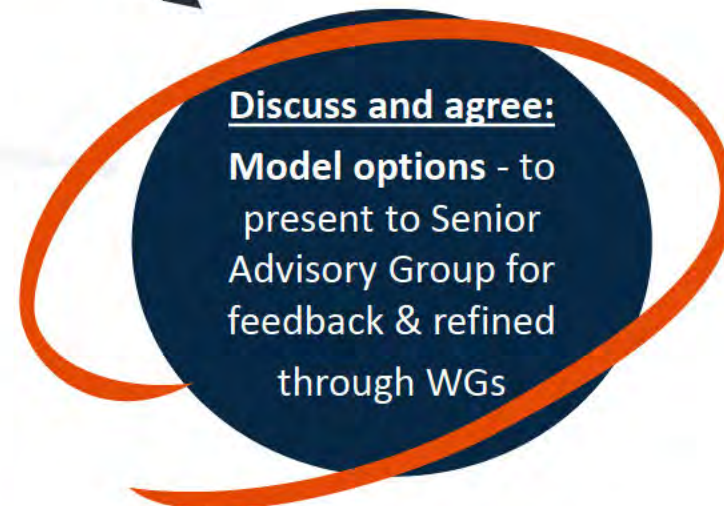 Discuss and agree:
Model options - to
present to Senior
Advisory Group for
feedback & refined
through WGs